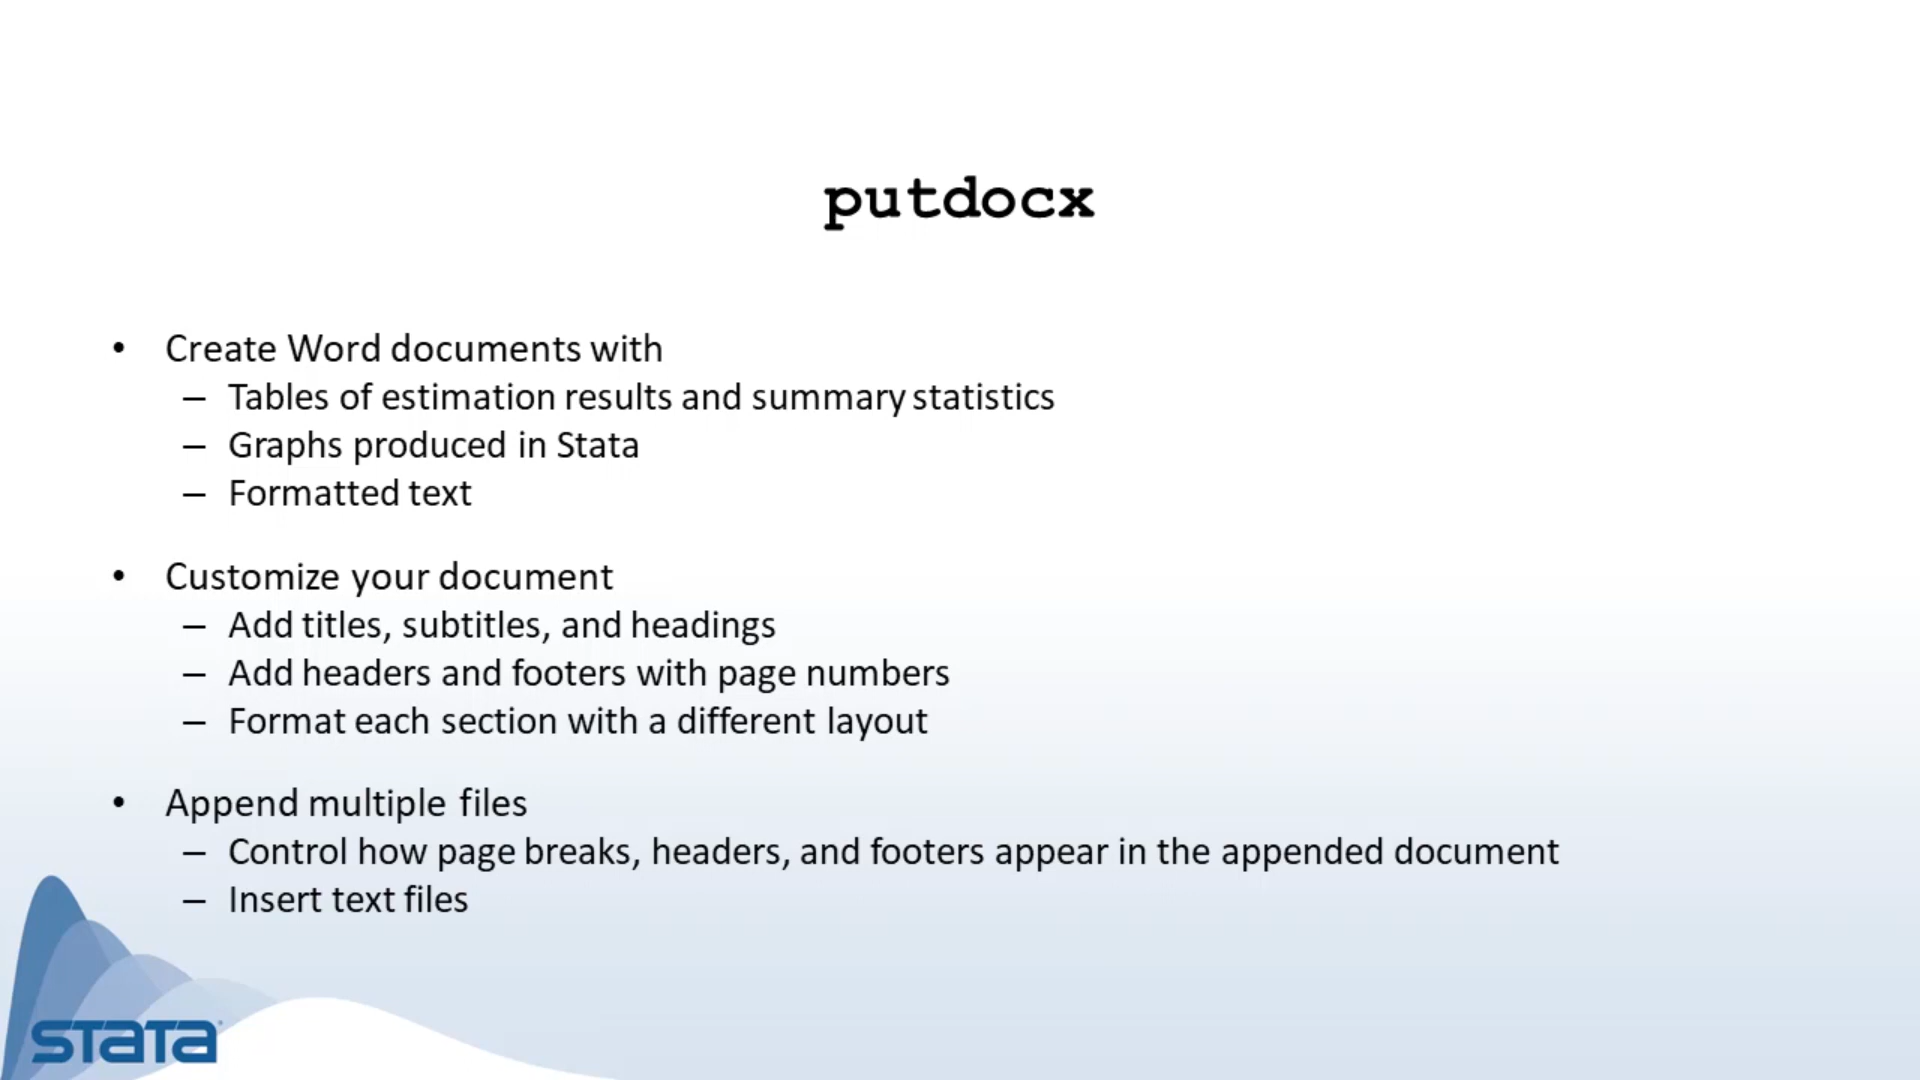 putdocx
• Create Word documents with
– Tables of estimation results and summary statistics
– Graphs produced in Stata
– Formatted text
• Customize your document
– Add titles, subtitles, and headings
– Add headers and footers with page numbers
– Format each section with a different layout
• Append multiple files
– Control how page breaks, headers, and footers appear in the appended document
– Insert text files
STATA